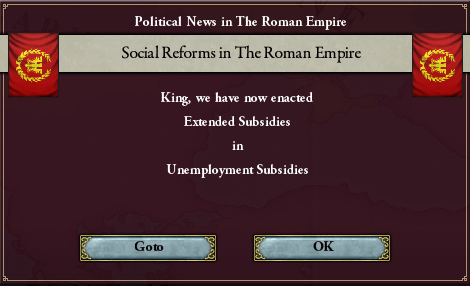 Political News in The Roman Empire
Social Reforms in The Roman Empire
King, we have now enacted
Extended Subsidies
in
Unemployment Subsidies
Goto
OK